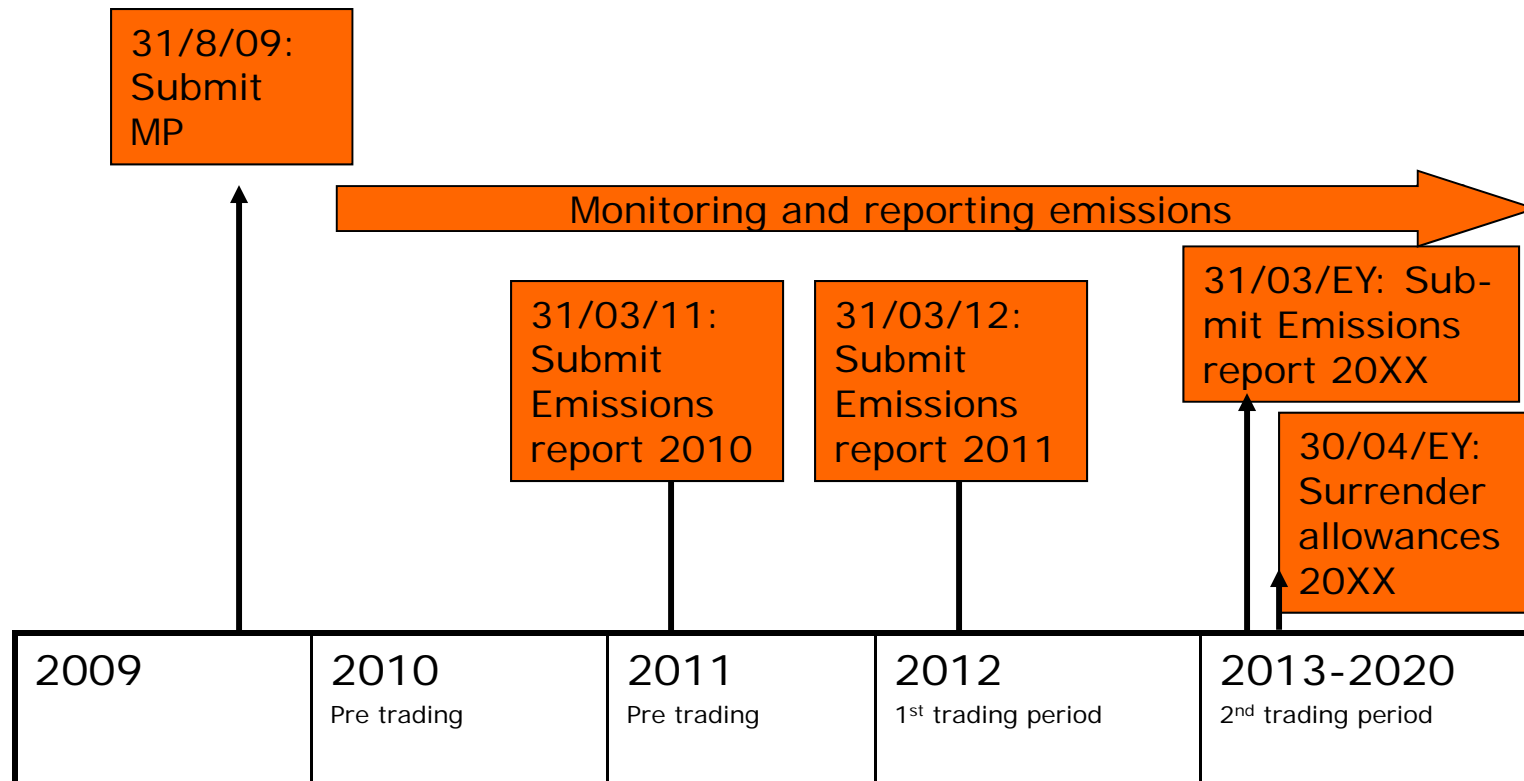 31/8/09:
Submit
MP
Monitoring and reporting emissions
31/03/11:
Submit
Emissions
report 2010
31/03/12:
Submit
Emissions
report 2011
31/03/EY: Sub-
mit Emissions
report 20XX
30/04/EY:
Surrender
allowances
20XX
2009
2010
Pre trading
2011
Pre trading
2012
1st trading period
2013-2020
2nd trading period